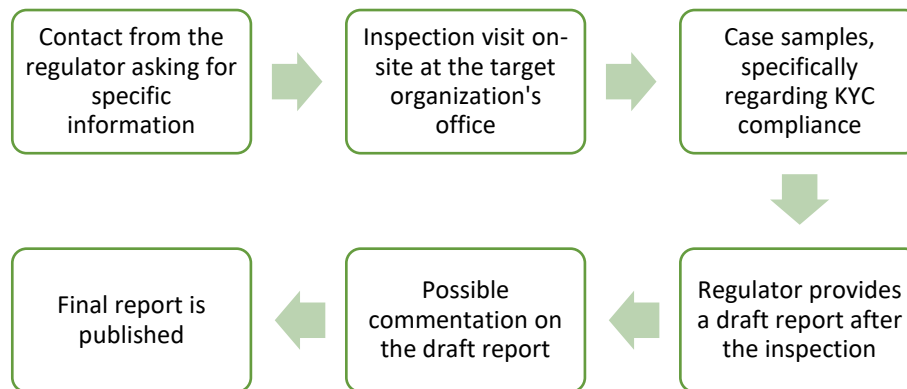 Contact from the
regulator asking for
specific
information
Inspection visit on-
site at the target
organization's
office
Case samples,
specifically
regarding KYC
compliance
Regulator provides
a draft report after
the inspection
Possible
commentation on
the draft report
Final report is
published